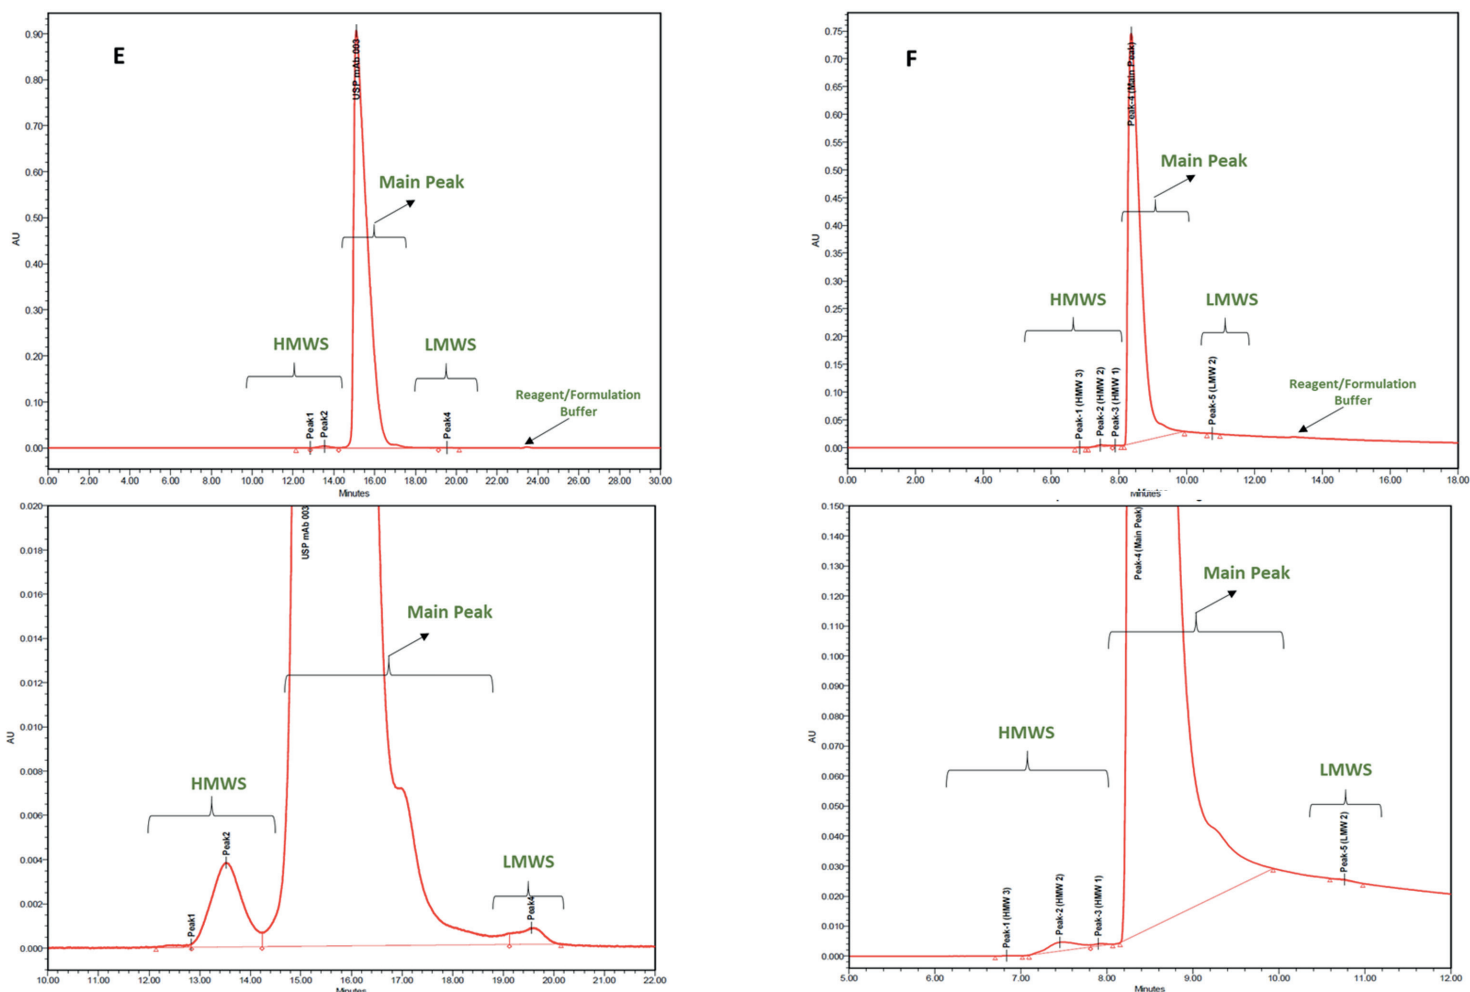 E
0.90
0.80
0.70
0.60
0.50
0.40
0.30
0.20
0.10
0.00
AU
USP mAb 003
Main Peak
HMWS
LMWS
Peak1
Peak2
Peak4
Reagent/Formulation
Buffer
0.00 2.00 4.00 6.00 8.00 10.00 12.00 14.00 16.00 18.00 20.00 22.00 24.00 26.00 28.00 30.00
Minutes
F
0.75
0.70
0.65
0.60
0.55
0.50
0.45
0.40
0.35
0.30
0.25
0.20
0.15
0.10
0.05
0.00
AU
Peak-4 (Main Peak)
Main Peak
HMWS
LMWS
Peak-1 (HMW 3)
Peak-2 (HMW 2)
Peak-3 (HMW 1)
Peak-5 (LMW 2)
Reagent/Formulation
Buffer
0.00 2.00 4.00 6.00 8.00 10.00 12.00 14.00 16.00 18.00
Minutes
0.020
0.018
0.016
0.014
0.012
0.010
0.008
0.006
0.004
0.002
0.000
AU
USP mAb 003
Main Peak
HMWS
LMWS
Peak1
Peak2
Peak4
10.00 11.00 12.00 13.00 14.00 15.00 16.00 17.00 18.00 19.00 20.00 21.00 22.00
Minutes
0.150
0.140
0.130
0.120
0.110
0.100
0.090
0.080
0.070
0.060
0.050
0.040
0.030
0.020
0.010
0.000
AU
Peak-4 (Main Peak)
Main Peak
HMWS
LMWS
Peak-1 (HMW 3)
Peak-2 (HMW 2)
Peak-3 (HMW 1)
Peak-5 (LMW 2)
5.00 6.00 7.00 8.00 9.00 10.00 11.00 12.00
Minutes